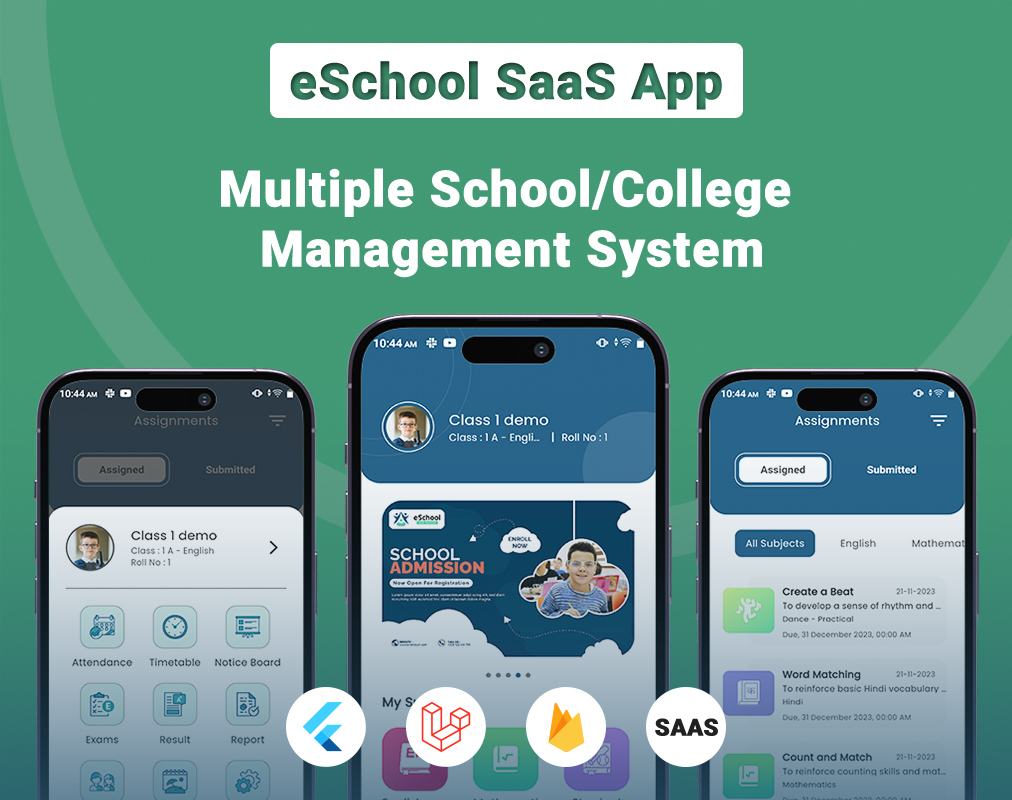 eSchool SaaS App
Multiple School/College
Management System
10:44 AM
Assignments
Assigned
Submitted
Class 1 demo
Class : 1 A - English
Roll No : 1
Attendance
Timetable
Notice Board
Exams
Result
Report
10:44 AM
Class 1 demo
Class : 1 A - Engli... | Roll No : 1
eSchool
ENROLL
NOW
SCHOOL
ADMISSION
Now Open For Registration
My S
10:44 AM
Assignments
Assigned
Submitted
All Subjects
English
Mathemat
Create a Beat
21-11-2023
To develop a sense of rhythm and ...
Dance - Practical
Due, 31 December 2023, 00:00 AM
Word Matching
21-11-2023
To reinforce basic Hindi vocabulary ...
Hindi
Due, 31 December 2023, 00:00 AM
Count and Match
21-11-2023
To reinforce counting skills and mat...
Mathematics
SAAS